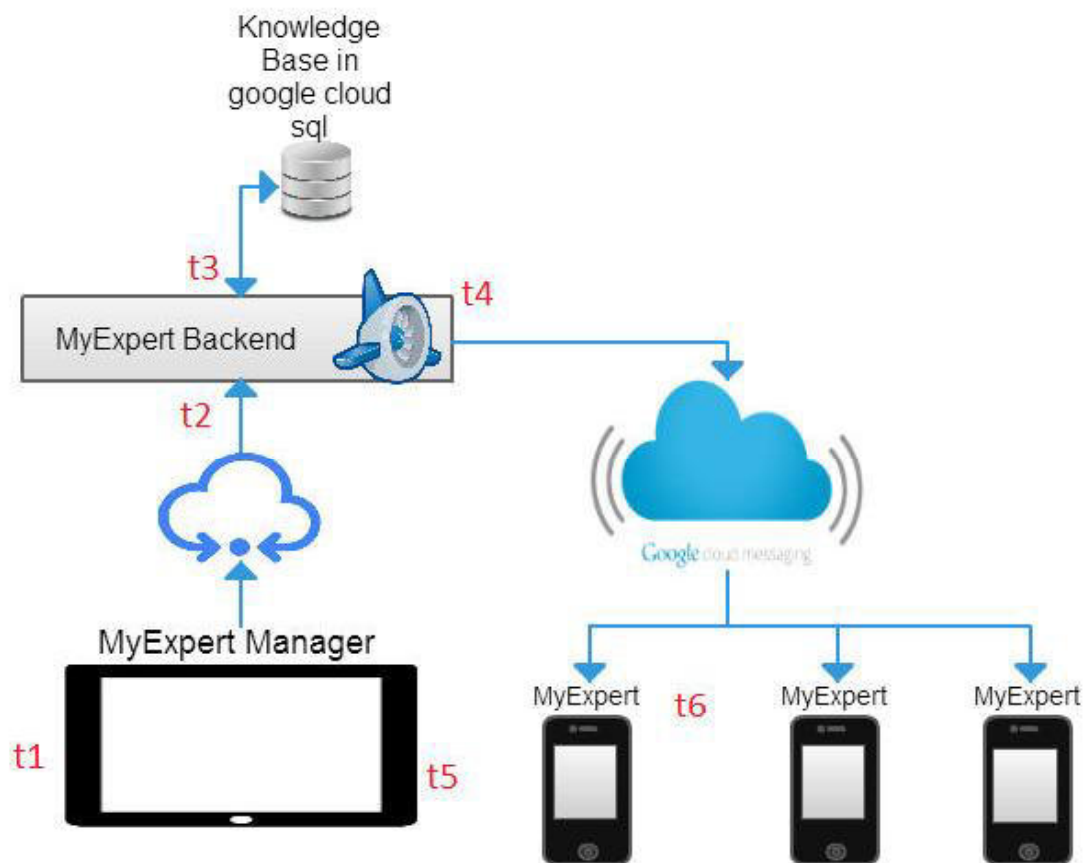 Knowledge
Base in
google cloud
sql
t3
t4
MyExpert Backend
t2
Google cloud messaging
MyExpert Manager
t1
t5
MyExpert
MyExpert
MyExpert
t6